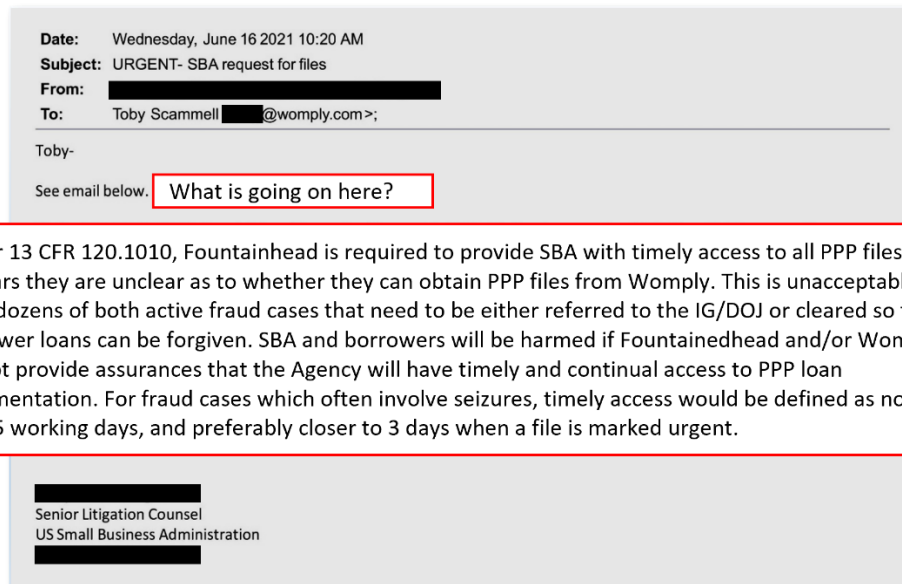 Date: Wednesday, June 16 2021 10:20 AM
Subject: URGENT- SBA request for files
From:
To: Toby Scammell @womply.com>;
Toby-
See email below. What is going on here?
r 13 CFR 120.1010, Fountainhead is required to provide SBA with timely access to all PPP files
ars they are unclear as to whether they can obtain PPP files from Womply. This is unacceptabl
dozens of both active fraud cases that need to be either referred to the IG/DOJ or cleared so
wer loans can be forgiven. SBA and borrowers will be harmed if Fountainedhead and/or Wom
t provide assurances that the Agency will have timely and continual access to PPP loan
mentation. For fraud cases which often involve seizures, timely access would be defined as no
5 working days, and preferably closer to 3 days when a file is marked urgent.
Senior Litigation Counsel
US Small Business Administration